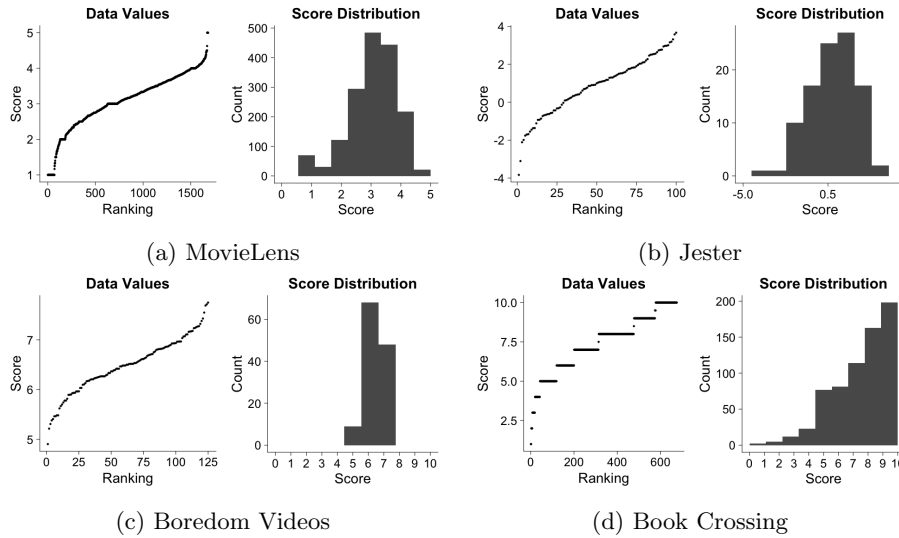 Data Values
Score
5
4
3
2
1
0 500 1000 1500
Ranking
Score Distribution
Count
500
400
300
200
100
0
0 1 2 3 4 5
Score
(a) MovieLens
Data Values
Score
4
2
0
-2
-4
0 25 50 75 100
Ranking
Score Distribution
Count
20
10
0
-5.0 0.5
Score
(b) Jester
Data Values
Score
7
6
5
0 25 50 75 100 125
Ranking
Score Distribution
Count
60
40
20
0
0 1 2 3 4 5 6 7 8 9 10
Score
(c) Boredom Videos
Data Values
Score
10.0
7.5
5.0
2.5
0 200 400 600
Ranking
Score Distribution
Count
200
150
100
50
0
0 1 2 3 4 5 6 7 8 9 10
Score
(d) Book Crossing